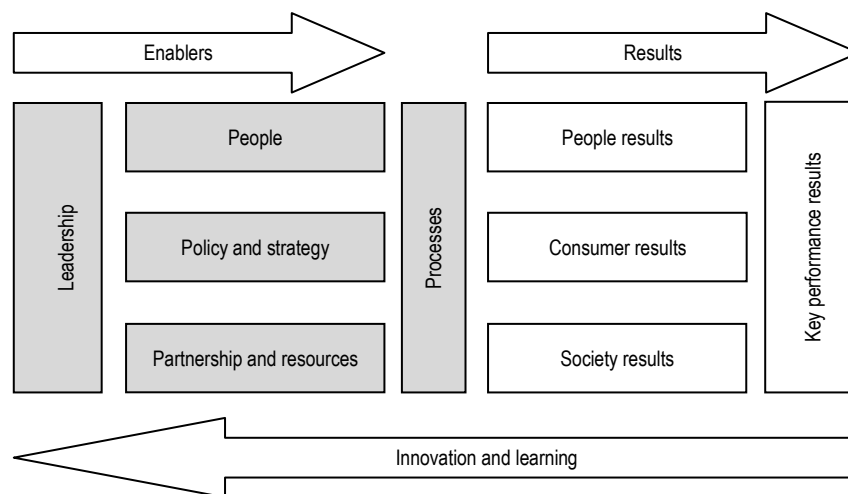 Enablers
Results
Leadership
People
Policy and strategy
Partnership and resources
Processes
People results
Consumer results
Society results
Key performance results
Innovation and learning